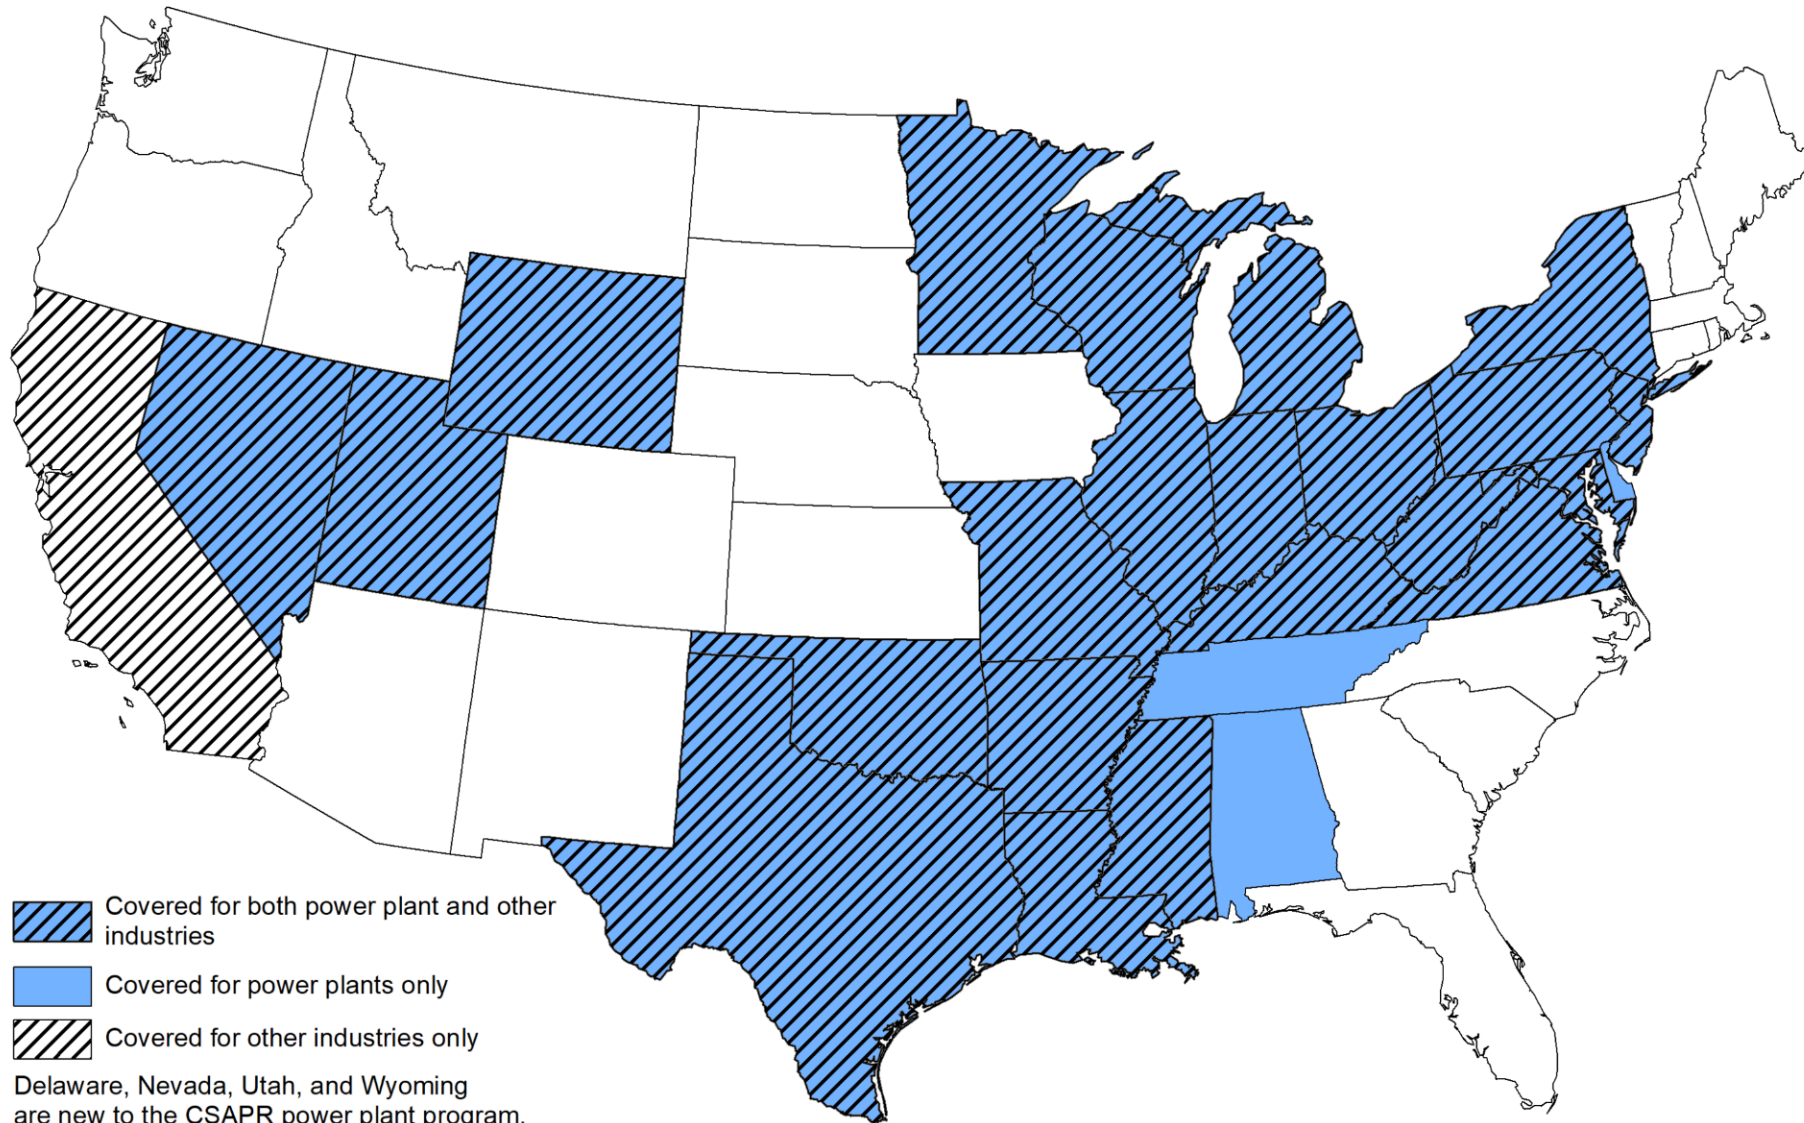 Covered for both power plant and other
industries
Covered for power plants only
Covered for other industries only
Delaware, Nevada, Utah, and Wyoming
are new to the CSAPR power plant program.